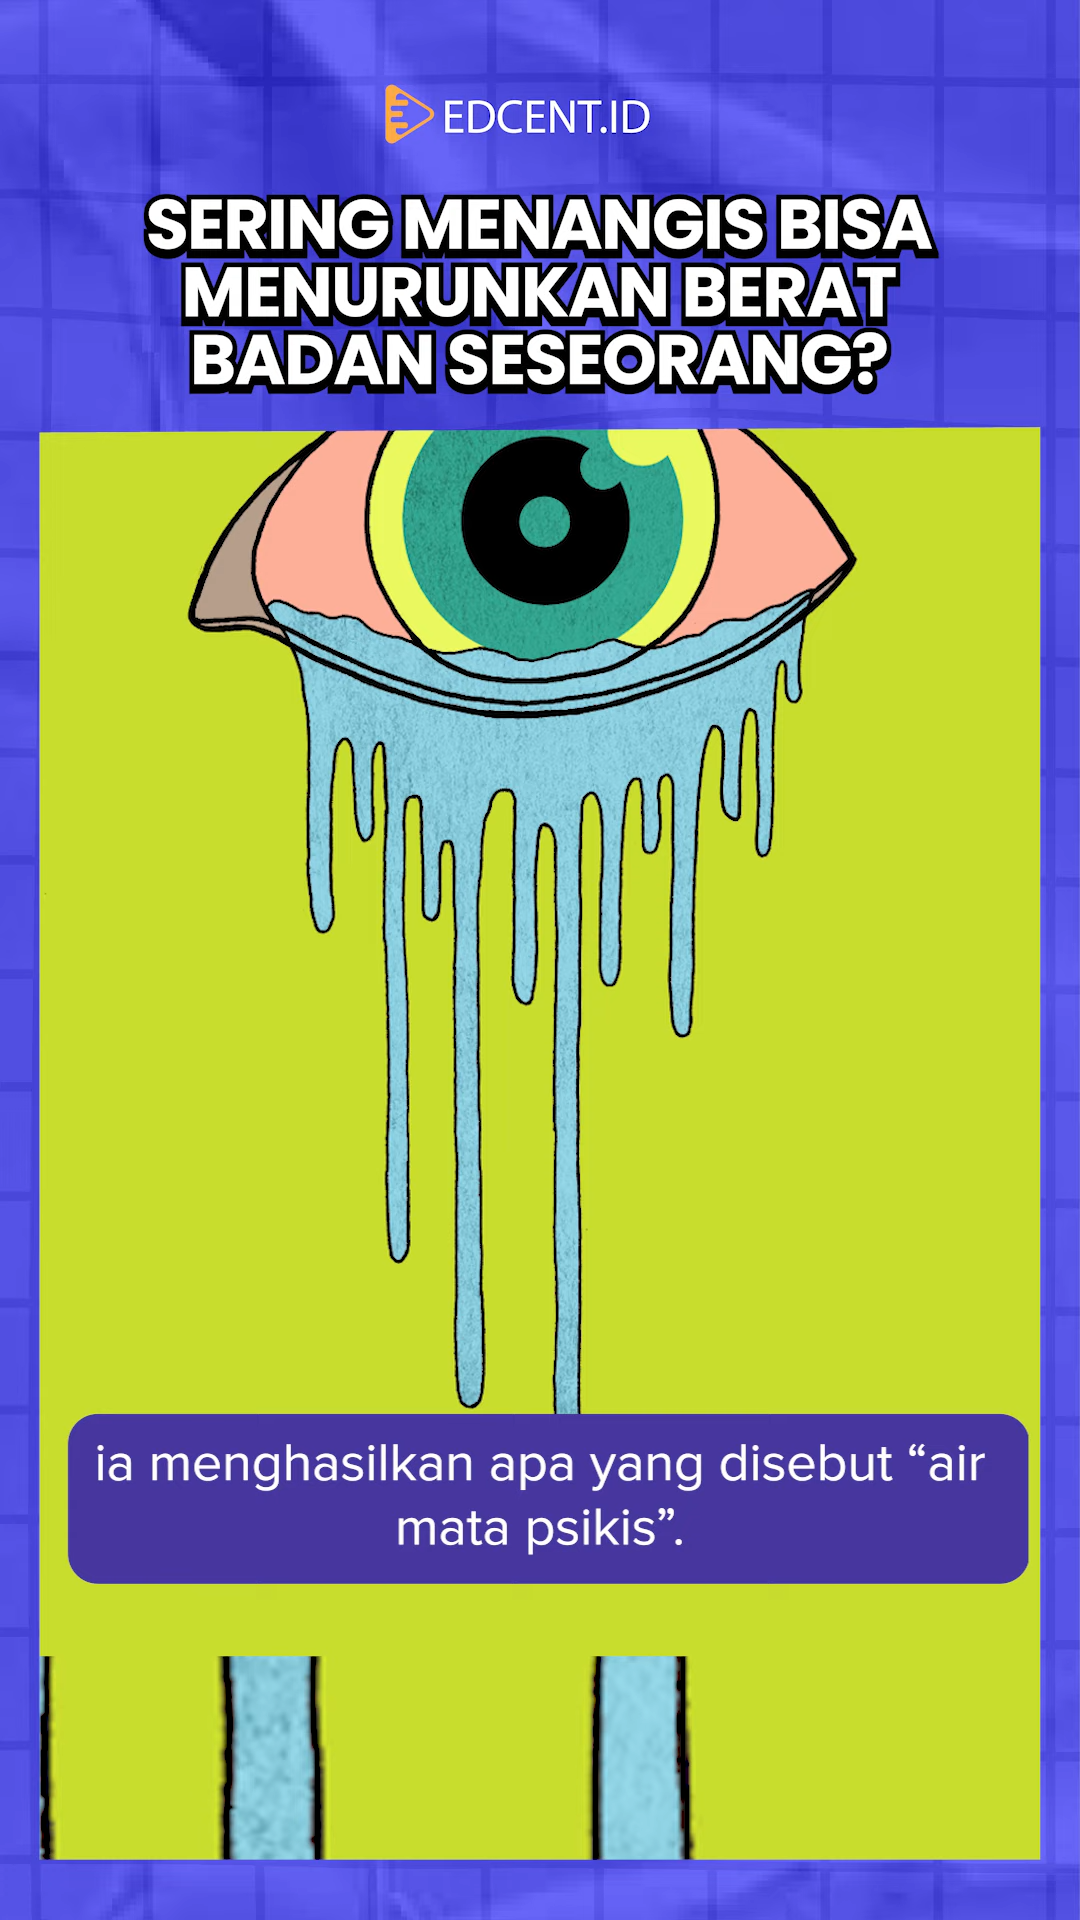 EDCENT.ID
SERING MENANGIS BISA
MENURUNKAN BERAT
BADAN SESEORANG?
ia menghasilkan apa yang disebut “air
mata psikis”.